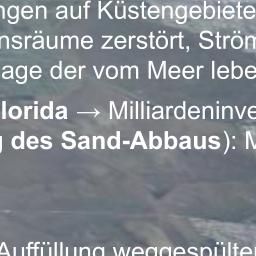 ngen auf Küstengebiete
nsräume zerstört, Ström
age der vom Meer lebe
lorida → Milliardeninve
g des Sand-Abbaus): M
Auffüllung weggespülter